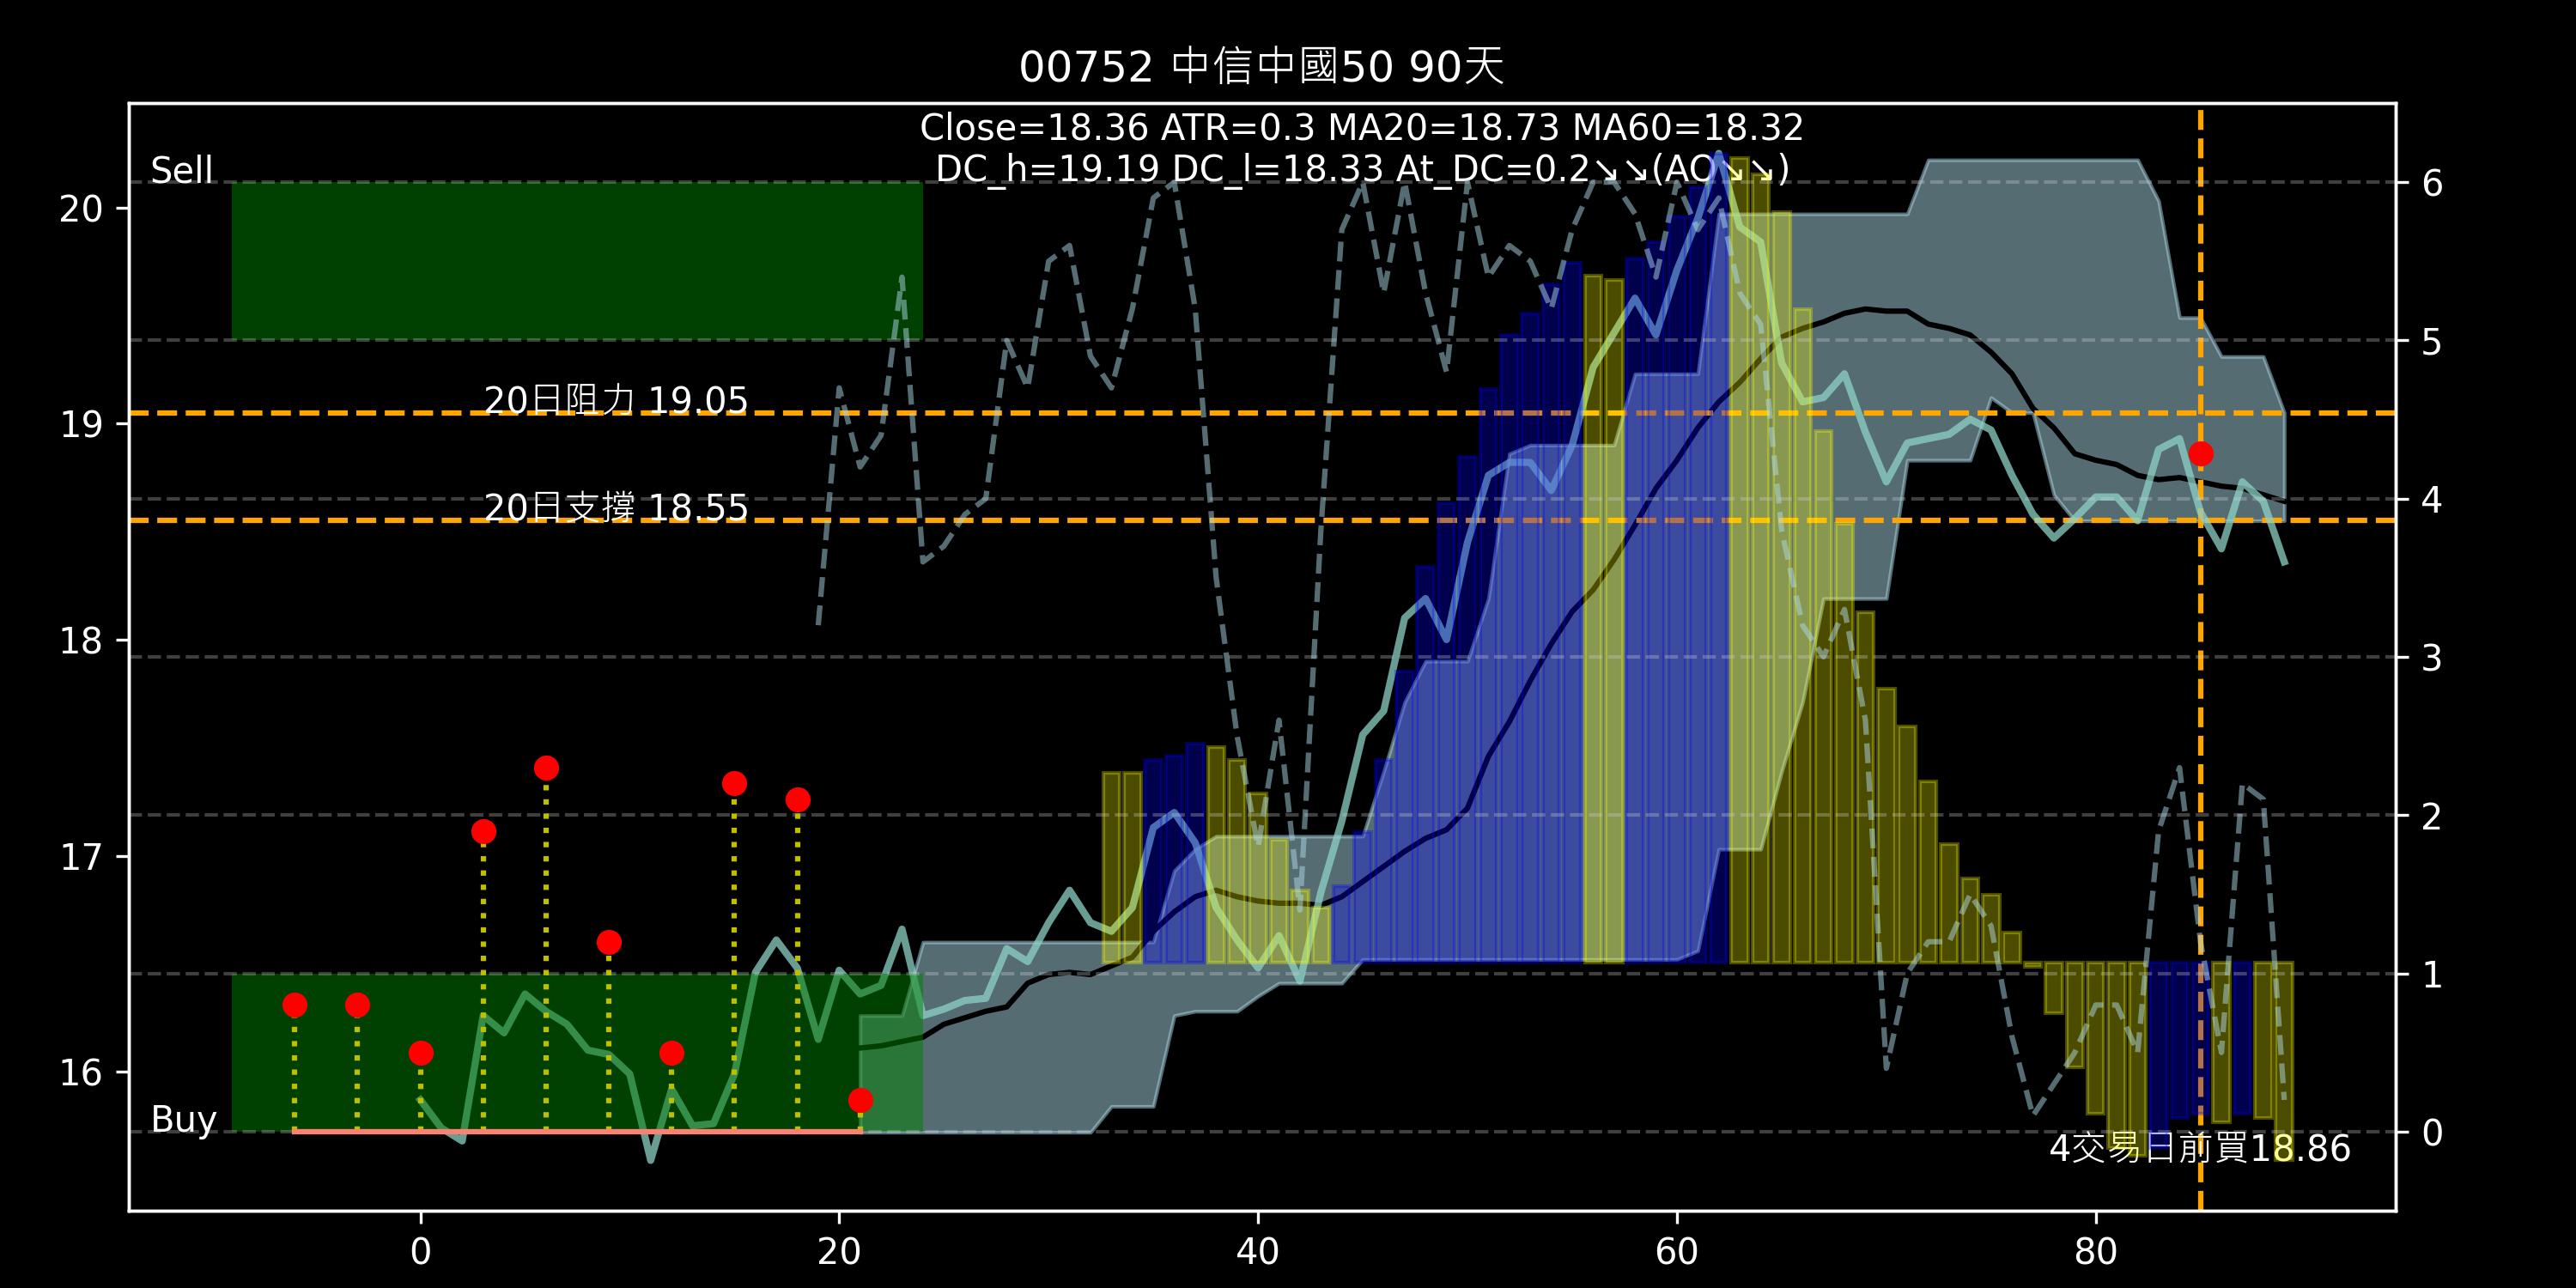 00752 中信中國50 90天
Close=18.36 ATR=0.3 MA20=18.73 MA60=18.32
DC_h=19.19 DC_l=18.33 At_DC=0.2↘↘(AO↘↘)
Sell
20日阻力 19.05
20日支撐 18.55
Buy
4交易日前買18.86
20
19
18
17
16
6
5
4
3
2
1
0
0 20 40 60 80